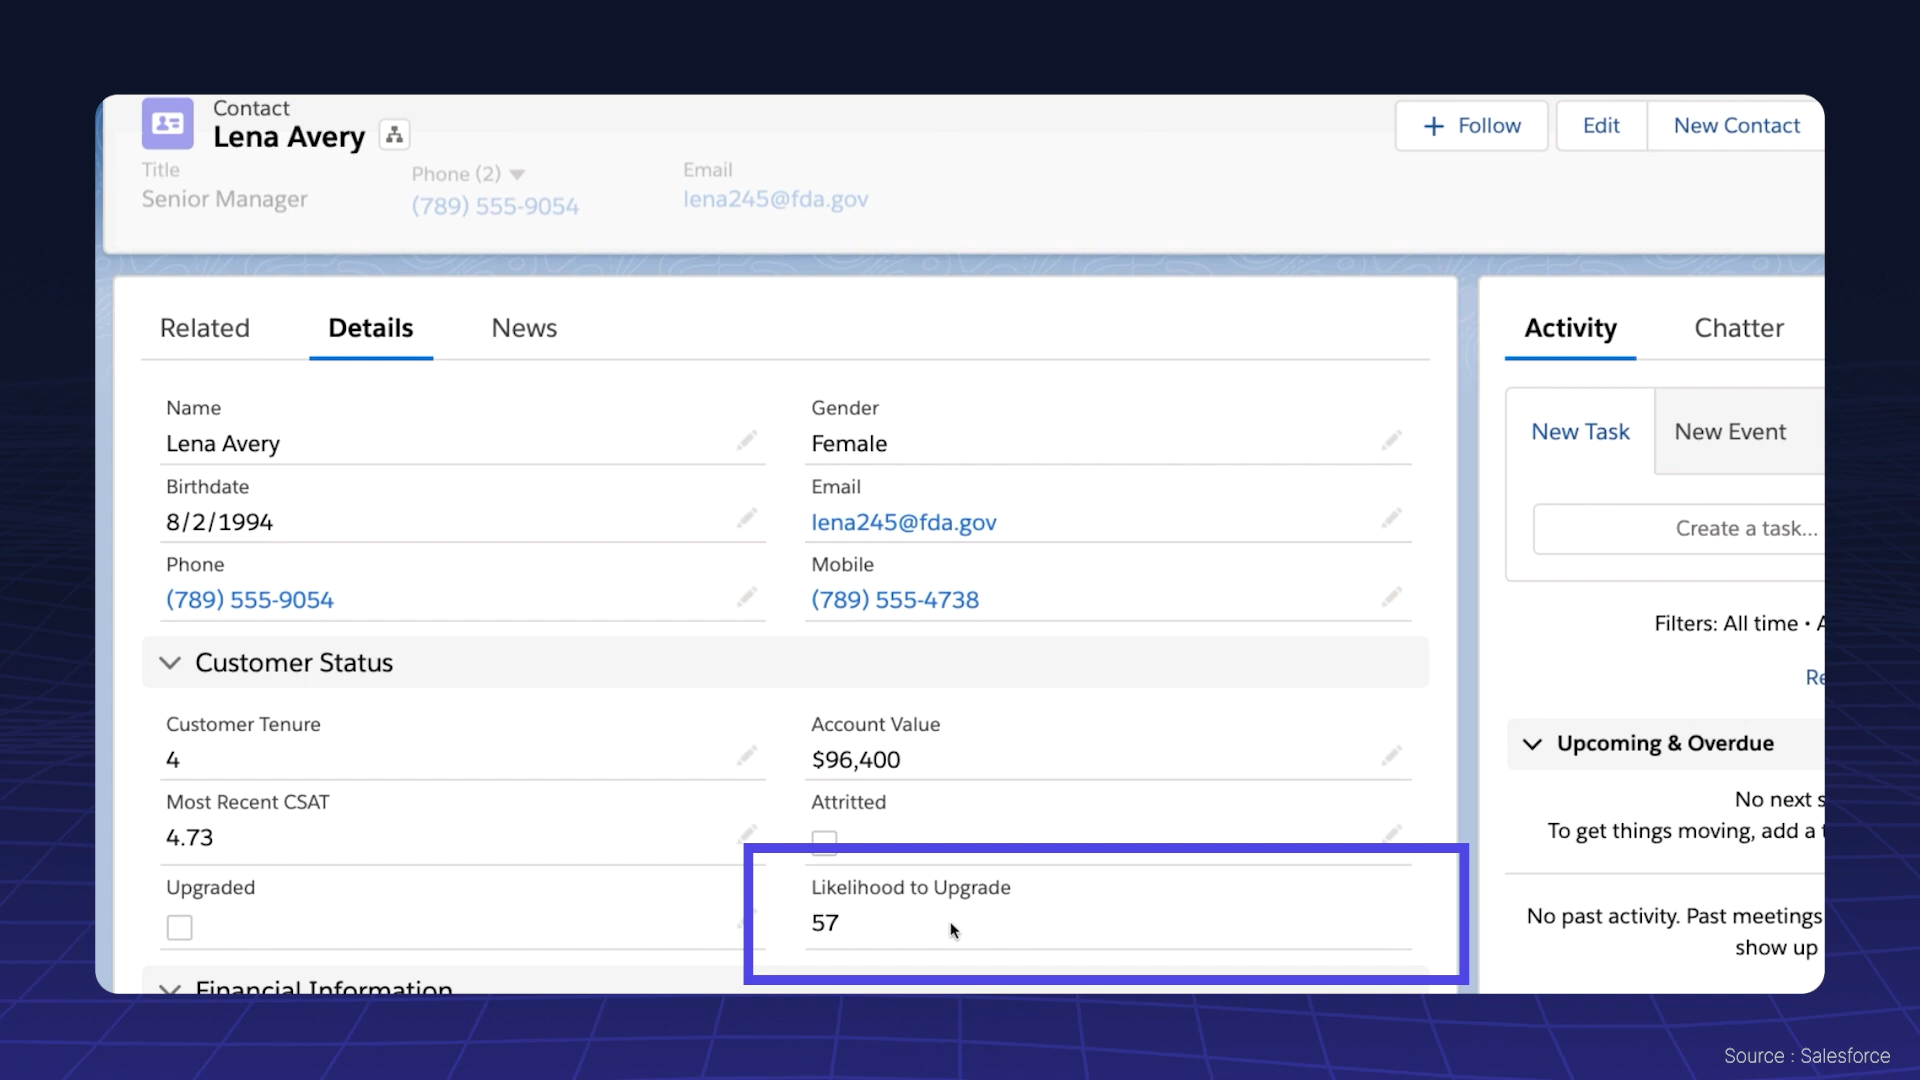 Contact
Lena Avery
+ Follow
Edit
New Contact
Title
Senior Manager
Phone (2)
(789) 555-9054
Email
lena245@fda.gov
Related
Details
News
Name
Lena Avery
Gender
Female
Birthdate
8/2/1994
Email
lena245@fda.gov
Phone
(789) 555-9054
Mobile
(789) 555-4738
Customer Status
Customer Tenure
4
Account Value
$96,400
Most Recent CSAT
4.73
Attritted
Upgraded
Likelihood to Upgrade
57
Financial Information
Activity
Chatter
New Task
New Event
Create a task...
Filters: All time •
Upcoming & Overdue
No next
To get things moving, add a
No past activity. Past meetings
show up
Source : Salesforce